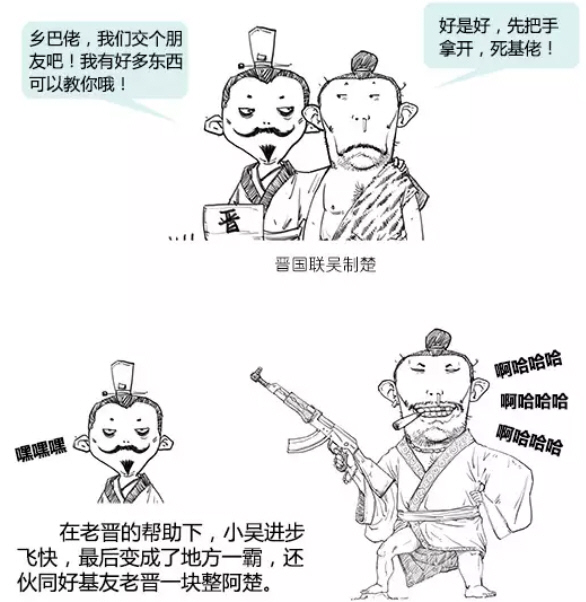 乡巴佬，我们交个朋
友吧！我有好多东西
可以教你哦！
好是好，先把手
拿开，死基佬！
晋
晋国联吴制楚
嘿嘿嘿
啊哈哈哈
啊哈哈哈
啊哈哈哈
在老晋的帮助下，小吴进步
飞快，最后变成了地方一霸，还
伙同好基友老晋一块整阿楚。